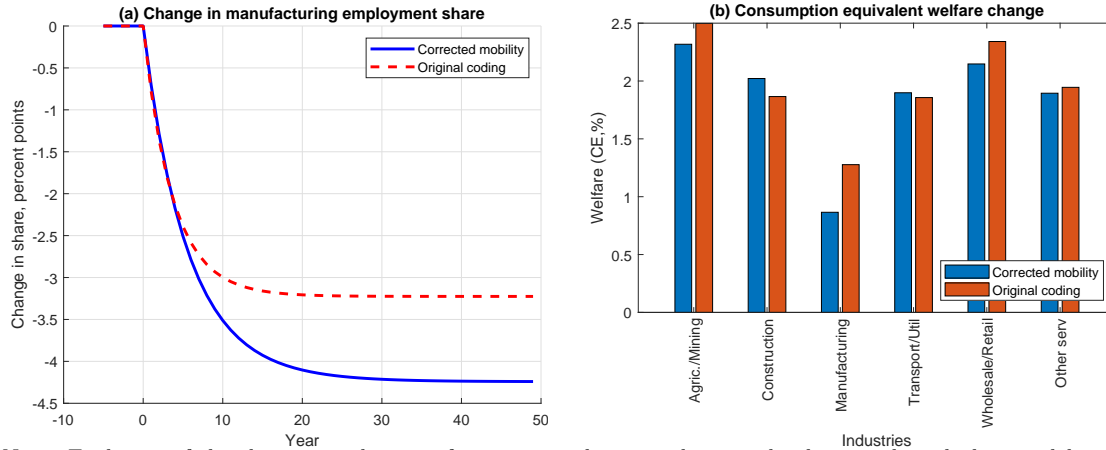 (a) Change in manufacturing employment share
0
-0.5
-1
-1.5
-2
-2.5
-3
-3.5
-4
-4.5
Change in share, percent points
-10
0
10
20
30
40
50
Year
Corrected mobility
Original coding
(b) Consumption equivalent welfare change
2.5
2
1.5
1
0.5
0
Welfare (CE,%)
Agric./Mining
Construction
Manufacturing
Transport/Util
Wholesale/Retail
Other serv
Industries
Corrected mobility
Original coding